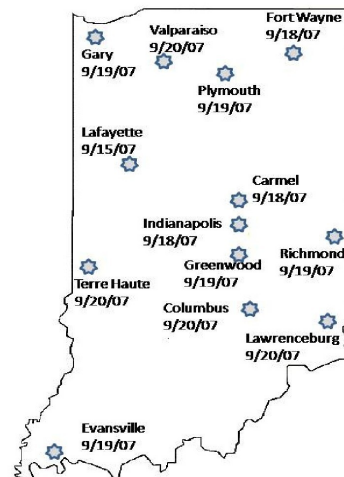 Fort Wayne
9/18/07
Valparaiso
9/20/07
Gary
9/19/07
Plymouth
9/19/07
Lafayette
9/15/07
Carmel
9/18/07
Indianapolis
9/18/07
Richmond
9/19/07
Greenwood
9/19/07
Terre Haute
9/20/07
Columbus
9/20/07
Lawrenceburg
9/20/07
Evansville
9/19/07